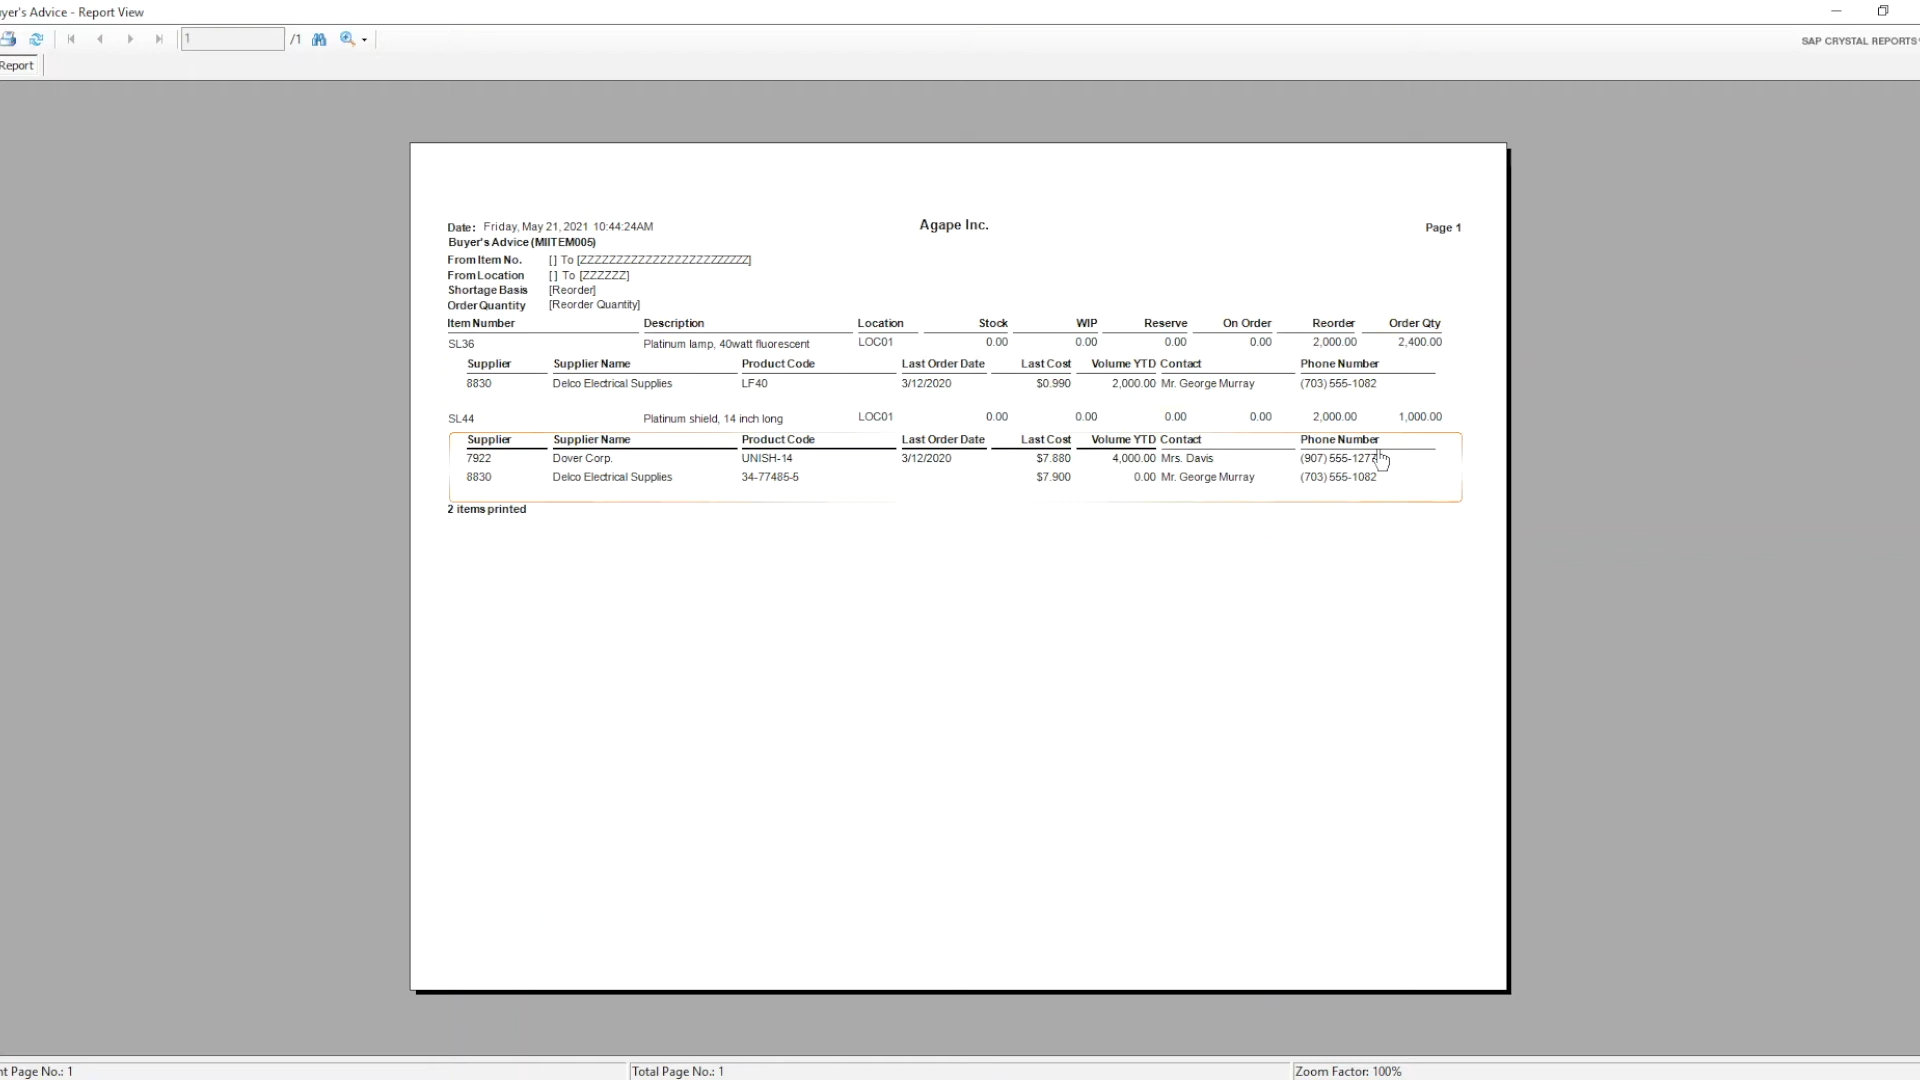 yer's Advice - Report View
1 /1
SAP CRYSTAL REPORTS
Report
Date: Friday, May 21, 2021 10:44:24AM Agape Inc. Page 1
Buyer's Advice (MIITEM005)
From Item No. [] To [ZZZZZZZZZZZZZZZZZZZZZZZZ]
From Location [] To [ZZZZZZ]
Shortage Basis [Reorder]
Order Quantity [Reorder Quantity]
Item Number Description Location Stock WIP Reserve On Order Reorder Order Qty
SL36 Platinum lamp, 40watt fluorescent LOC01 0.00 0.00 0.00 0.00 2,000.00 2,400.00
Supplier Supplier Name Product Code Last Order Date Last Cost Volume YTD Contact Phone Number
8830 Delco Electrical Supplies LF40 3/12/2020 $0.990 2,000.00 Mr. George Murray (703) 555-1082
SL44 Platinum shield, 14 inch long LOC01 0.00 0.00 0.00 0.00 2,000.00 1,000.00
Supplier Supplier Name Product Code Last Order Date Last Cost Volume YTD Contact Phone Number
7922 Dover Corp. UNISH-14 3/12/2020 $7.880 4,000.00 Mrs. Davis (907)
8830 Delco Electrical Supplies 34-77485-5 $7.900 0.00 Mr. George Murray (703) 555-1082
2 items printed
nt Page No.: 1 Total Page No.: 1 Zoom Factor: 100%